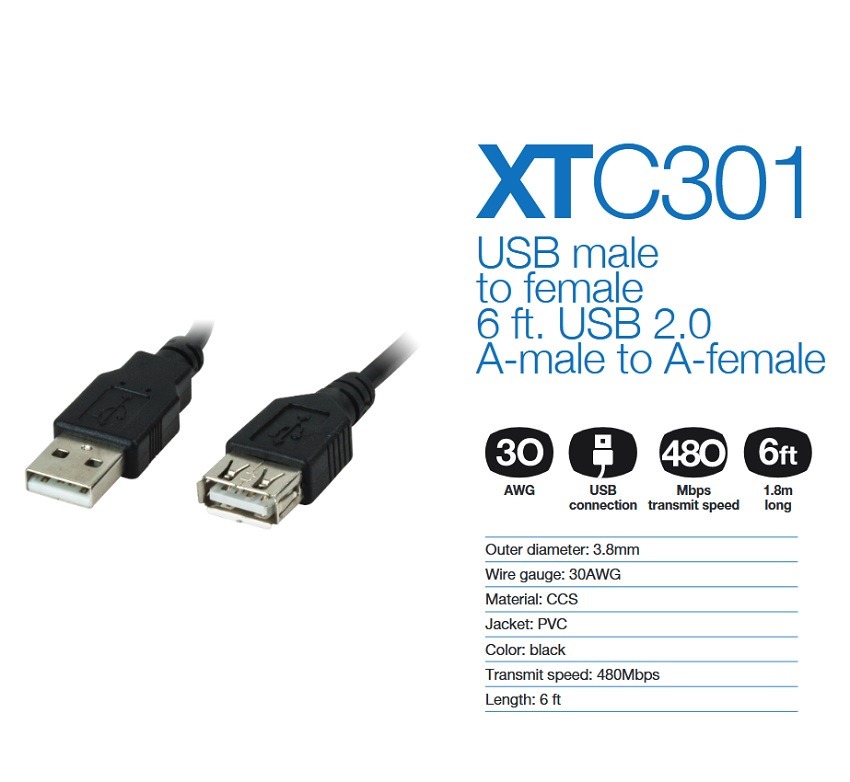 XTC301
USB male
to female
6 ft. USB 2.0
A-male to A-female
30
AWG
USB
connection
480
Mbps
transmit speed
6ft
1.8m
long
Outer diameter: 3.8mm
Wire gauge: 30AWG
Material: CCS
Jacket: PVC
Color: black
Transmit speed: 480Mbps
Length: 6 ft